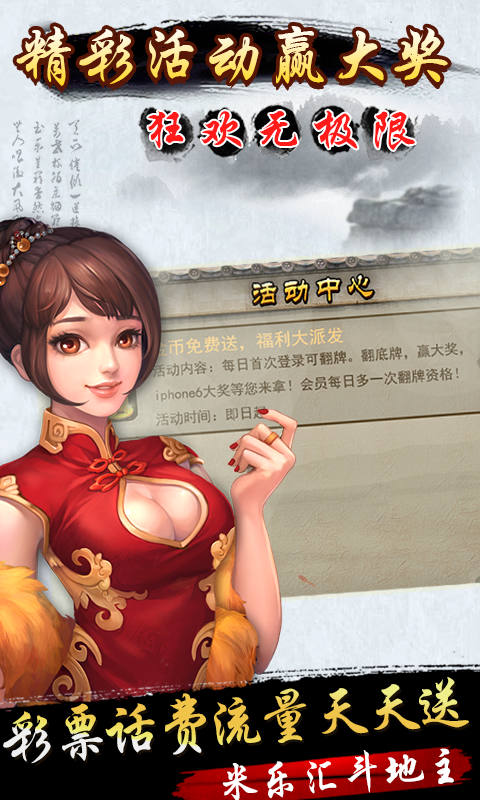 精彩活动赢大奖
狂欢无极限
活动中心
金币免费送，福利大派发
活动内容：每日首次登录可翻牌。翻底牌，赢大奖，
iphone6大奖等您来拿！会员每日多一次翻牌资格！
活动时间：即日起
彩票话费流量天天送
米乐汇斗地主